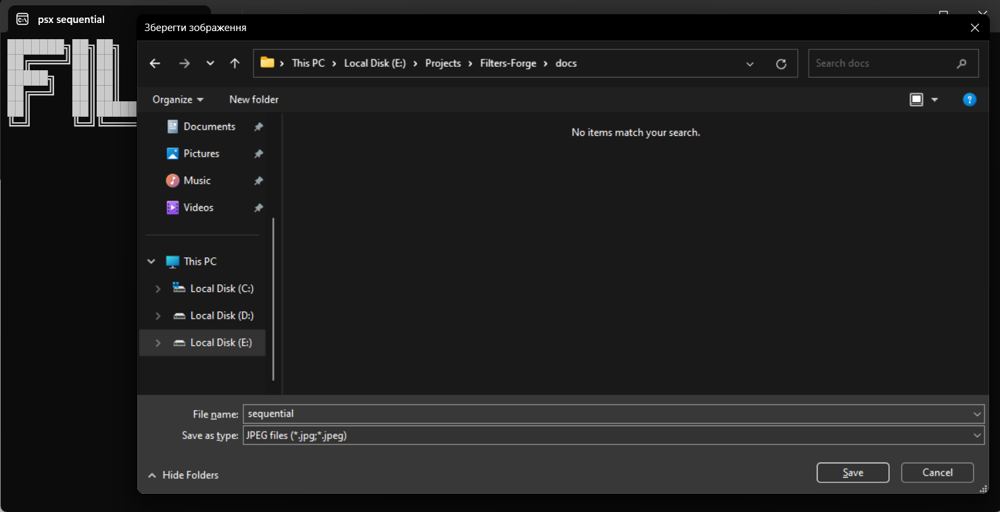 psx sequential
FIL
Зберегти зображення
This PC > Local Disk (E:) > Projects > Filters-Forge > docs
Search docs
Organize
New folder
Documents
Pictures
Music
Videos
No items match your search.
This PC
Local Disk (C:)
Local Disk (D:)
Local Disk (E:)
File name: sequential
Save as type: JPEG files (*.jpg;*.jpeg)
Hide Folders
Save
Cancel